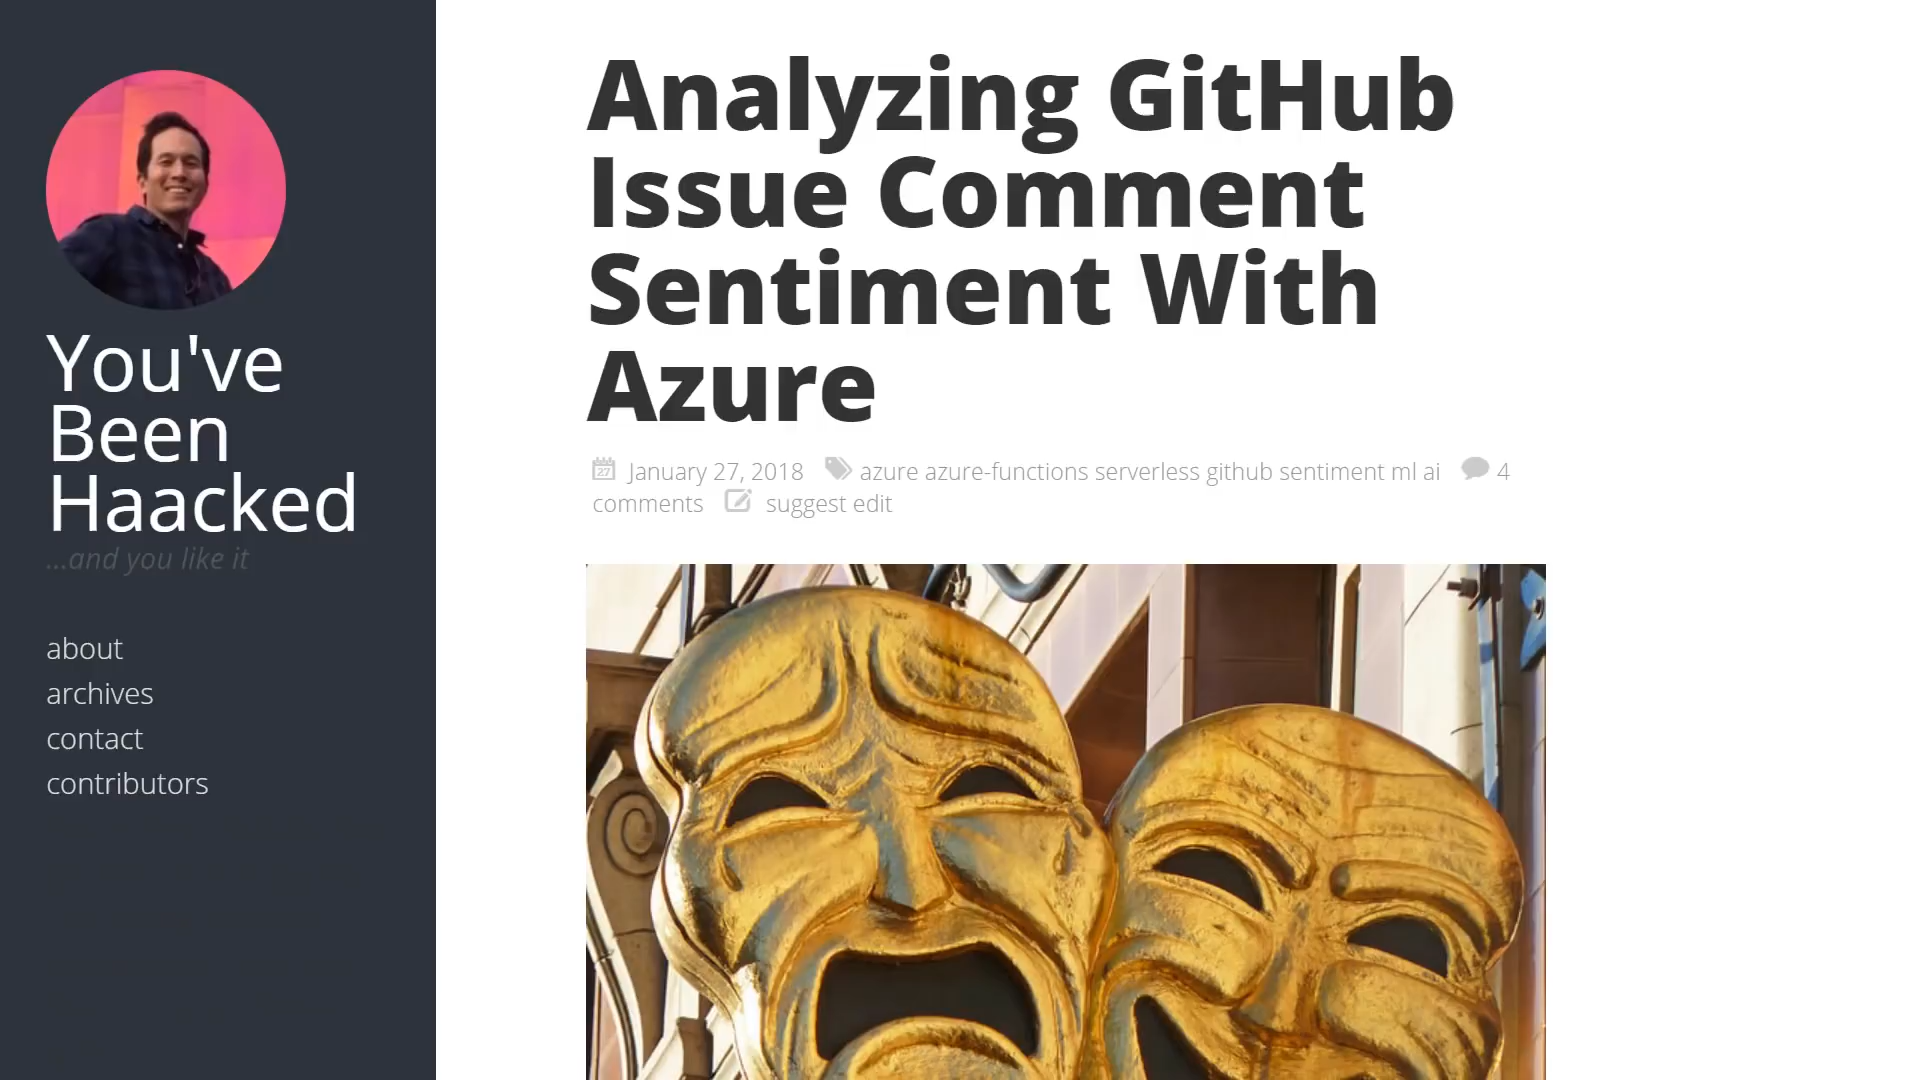 You've
Been
Haacked
...and you like it
about
archives
contact
contributors
Analyzing GitHub
Issue Comment
Sentiment With
Azure
27 January 27, 2018 azure azure-functions serverless github sentiment ml ai 4
comments suggest edit